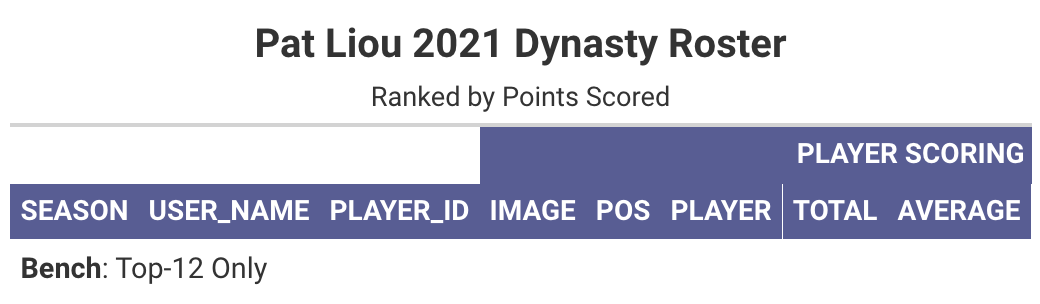 Pat Liou 2021 Dynasty Roster
Ranked by Points Scored
PLAYER SCORING
SEASON USER_NAME PLAYER_ID IMAGE POS PLAYER TOTAL AVERAGE
Bench: Top-12 Only